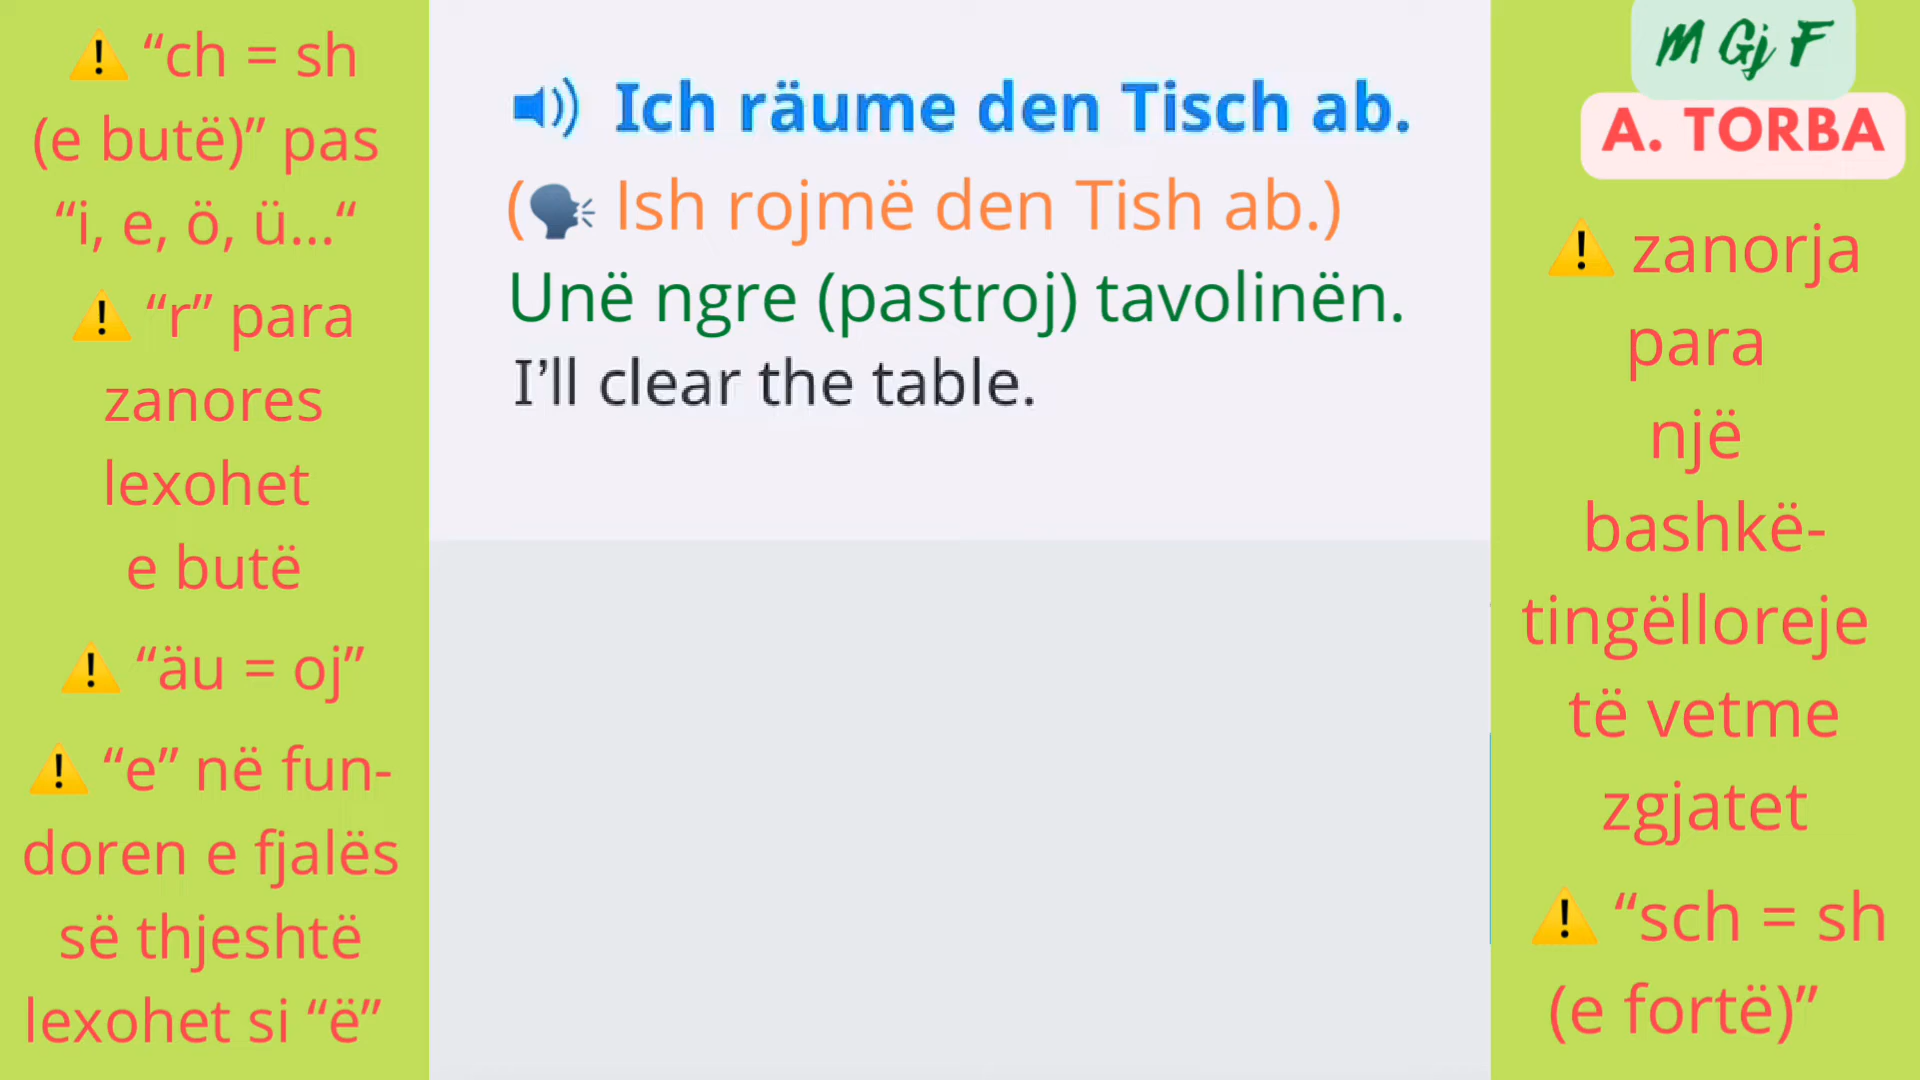 ⚠️ “ch = sh
(e butë)” pas
“i, e, ö, ü...“
⚠️ “r” para
zanores
lexohet
e butë
⚠️ “äu = oj”
⚠️ “e” në fun-
doren e fjalës
së thjeshtë
lexohet si “ë”
🔊 Ich räume den Tisch ab.
(🗣 Ish rojmë den Tish ab.)
Unë ngre (pastroj) tavolinën.
I’ll clear the table.
M Gj F
A. TORBA
⚠️ zanorja
para
një
bashkë-
tingëlloreje
të vetme
zgjatet
⚠️ “sch = sh
(e fortë)”